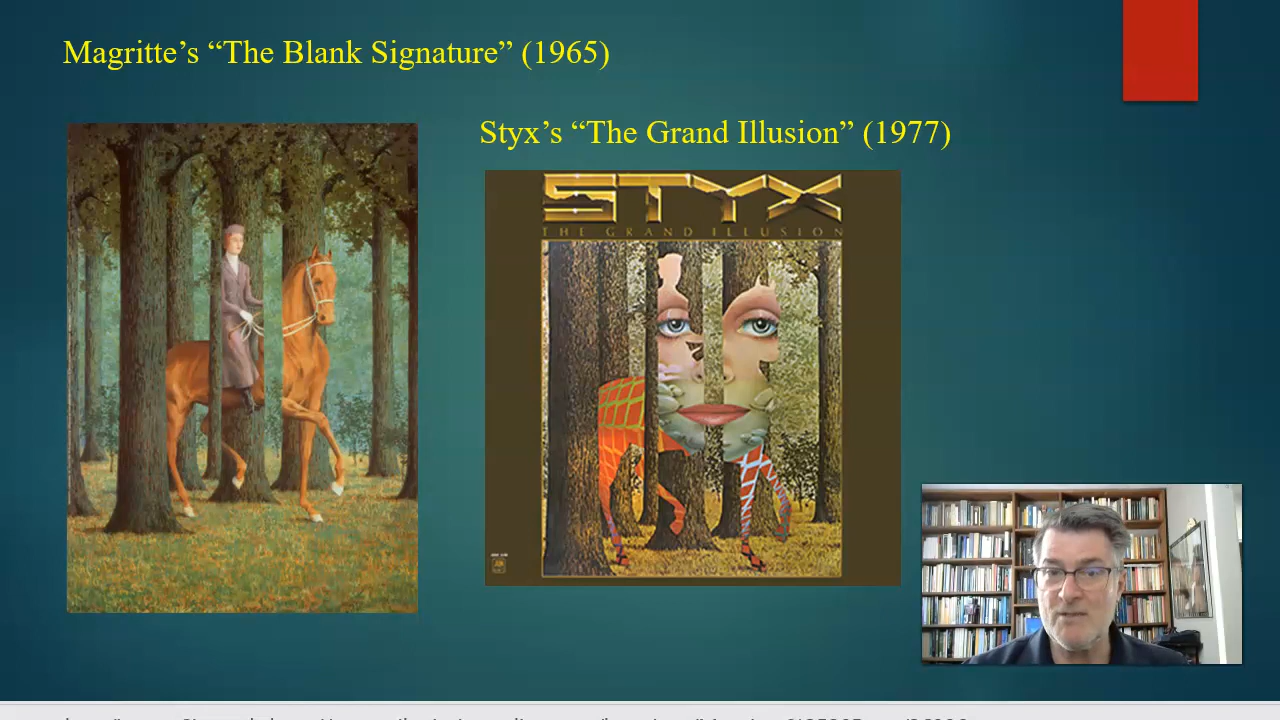 Magritte’s “The Blank Signature” (1965)
Styx’s “The Grand Illusion” (1977)
STYX
THE GRAND ILLUSION